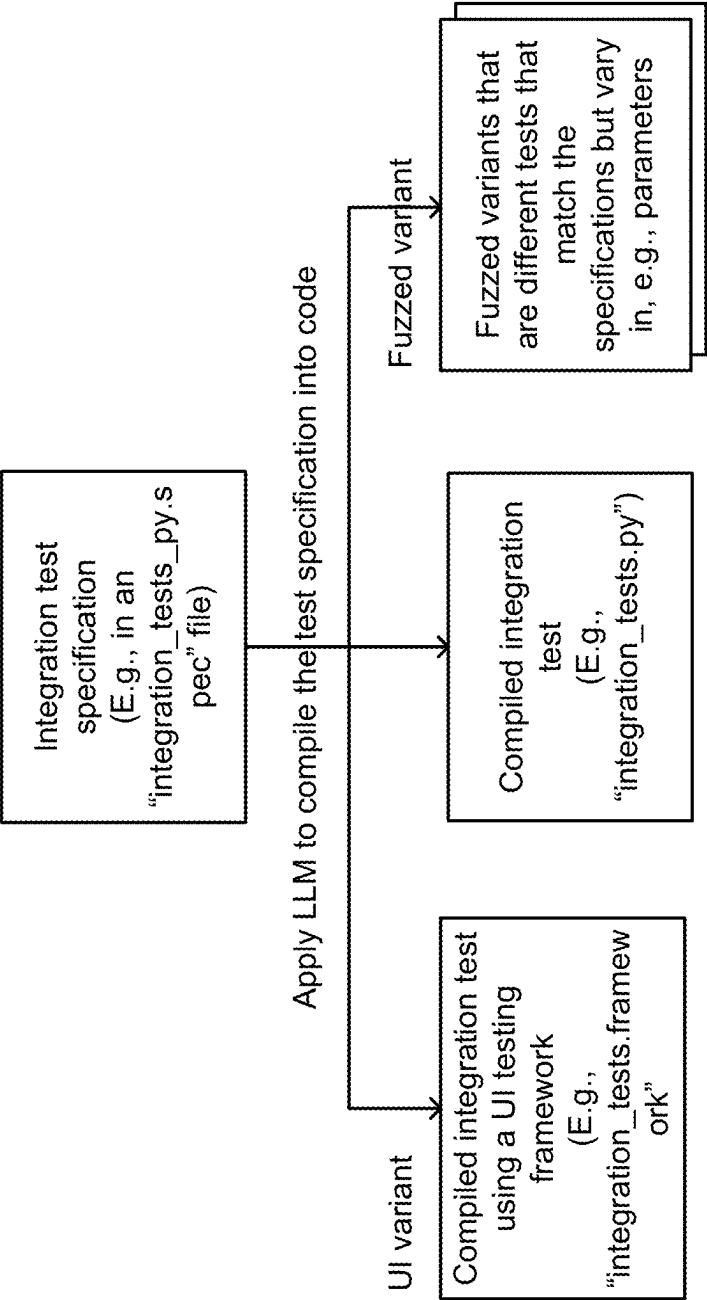 Integration test
specification
(E.g., in an
“integration_tests_py.s
pec” file)
Apply LLM to compile the test specification into code
UI variant
Compiled integration test
using a UI testing
framework
(E.g.,
“integration_tests.framew
ork”
Compiled integration
test
(E.g.,
“integration_tests.py”)
Fuzzed variant
Fuzzed variants that
are different tests that
match the
specifications but vary
in, e.g., parameters